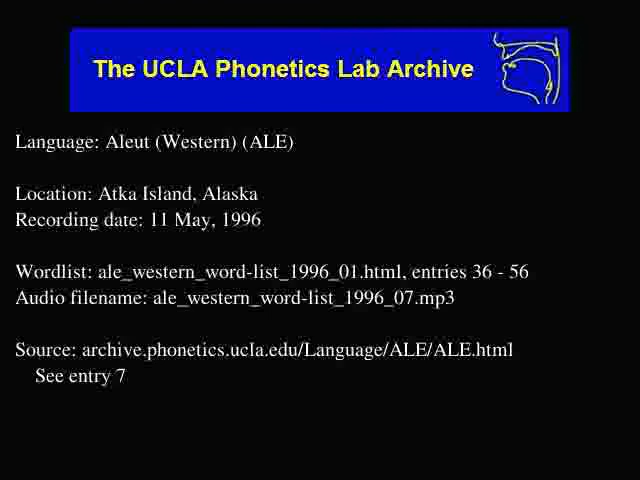 The UCLA Phonetics Lab Archive
Language: Aleut (Western) (ALE)
Location: Atka Island, Alaska
Recording date: 11 May, 1996
Wordlist: ale_western_word-list_1996_01.html, entries 36 - 56
Audio filename: ale_western_word-list_1996_07.mp3
Source: archive.phonetics.ucla.edu/Language/ALE/ALE.html
See entry 7